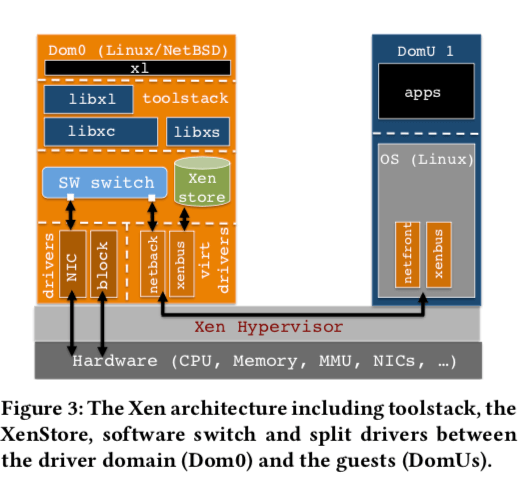 Dom0 (Linux/NetBSD)
xl
libxl
toolstack
libxc
libxs
SW switch
Xen
store
drivers
NIC
block
netback
xenbus
virt
drivers
DomU 1
apps
OS (Linux)
netfront
xenbus
Xen Hypervisor
Hardware (CPU, Memory, MMU, NICs, …)
Figure 3: The Xen architecture including toolstack, the
XenStore, software switch and split drivers between
the driver domain (Dom0) and the guests (DomUs).